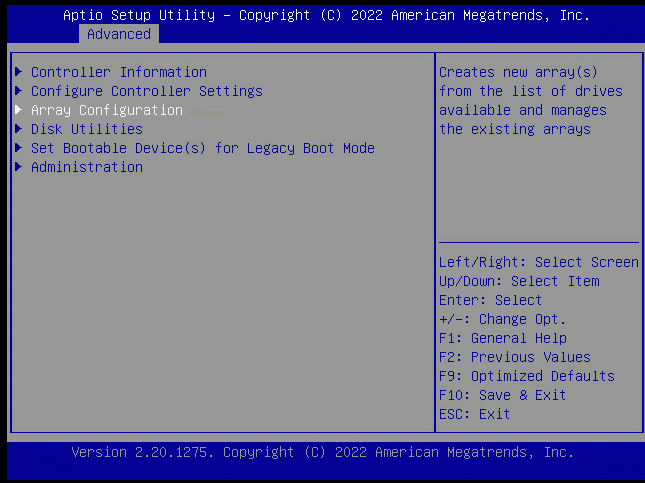 Aptio Setup Utility – Copyright (C) 2022 American Megatrends, Inc.
Advanced
Controller Information
Configure Controller Settings
Array Configuration
Disk Utilities
Set Bootable Device(s) for Legacy Boot Mode
Administration
Creates new array(s)
from the list of drives
available and manages
the existing arrays
Left/Right: Select Screen
Up/Down: Select Item
Enter: Select
+/-: Change Opt.
F1: General Help
F2: Previous Values
F9: Optimized Defaults
F10: Save & Exit
ESC: Exit
Version 2.20.1275. Copyright (C) 2022 American Megatrends, Inc.